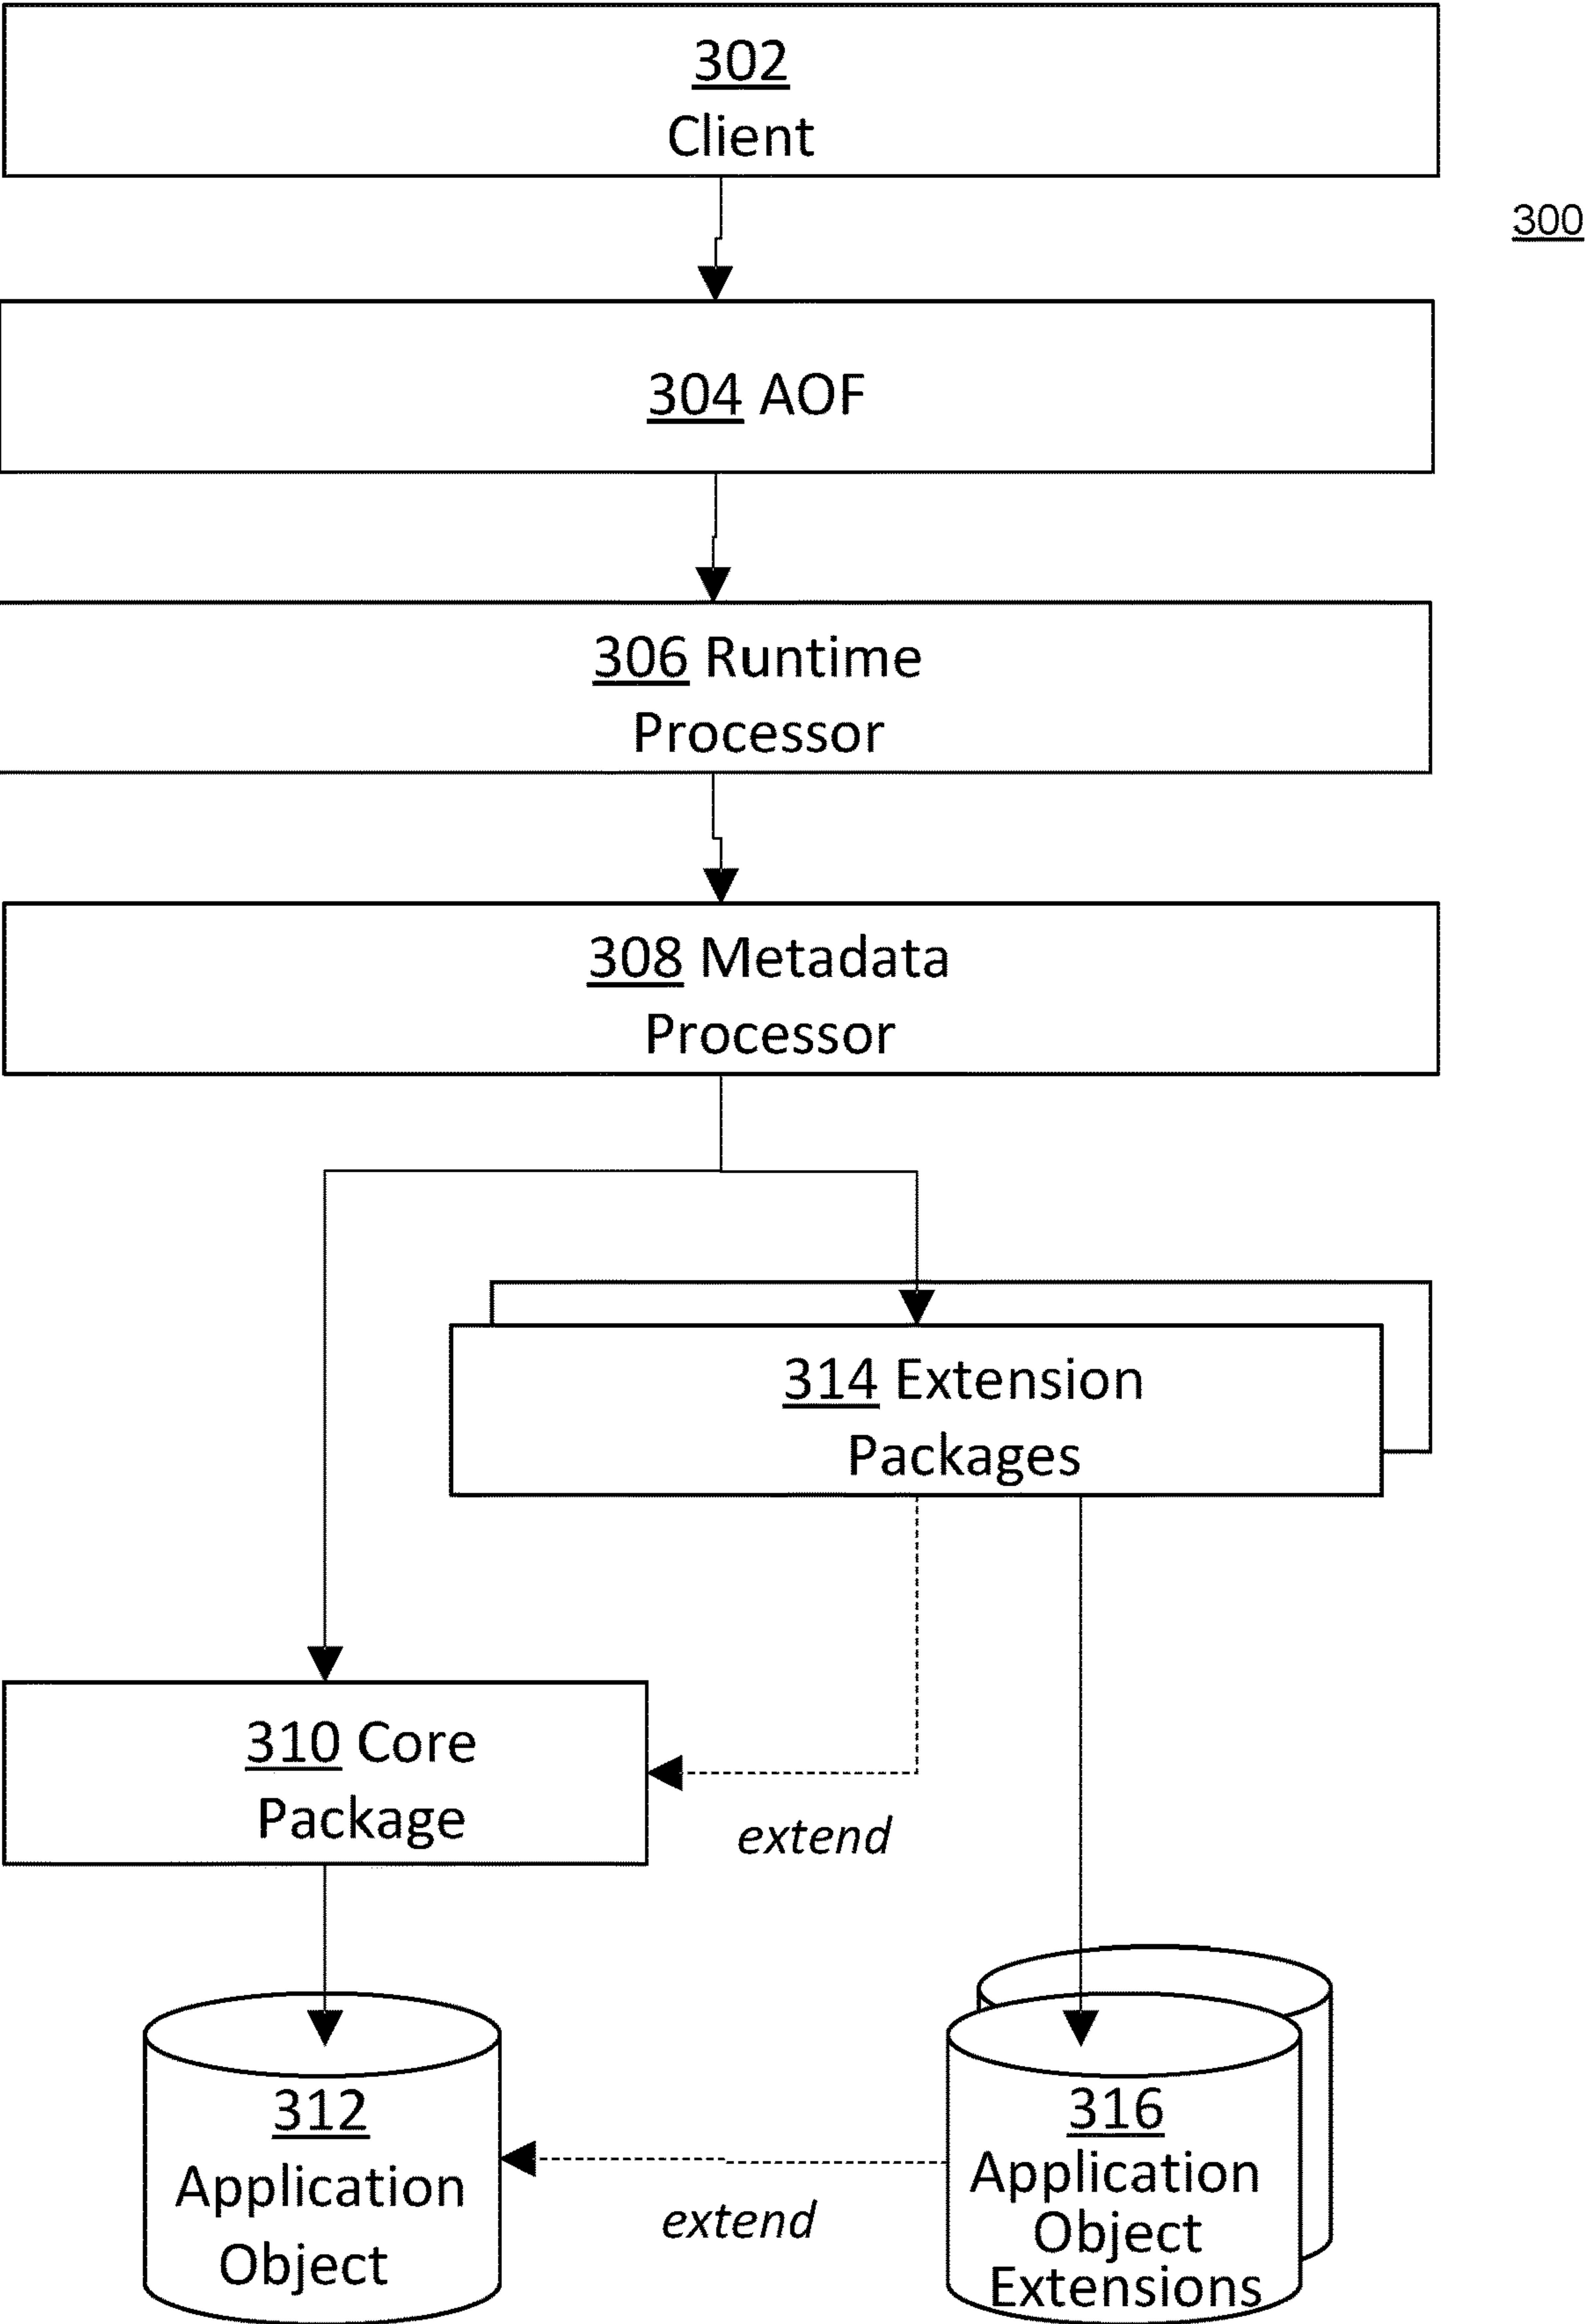 302
Client
300
304 AOF
306 Runtime
Processor
308 Metadata
Processor
314 Extension
Packages
310 Core
Package
extend
312
Application
Object
extend
316
Application
Object
Extensions